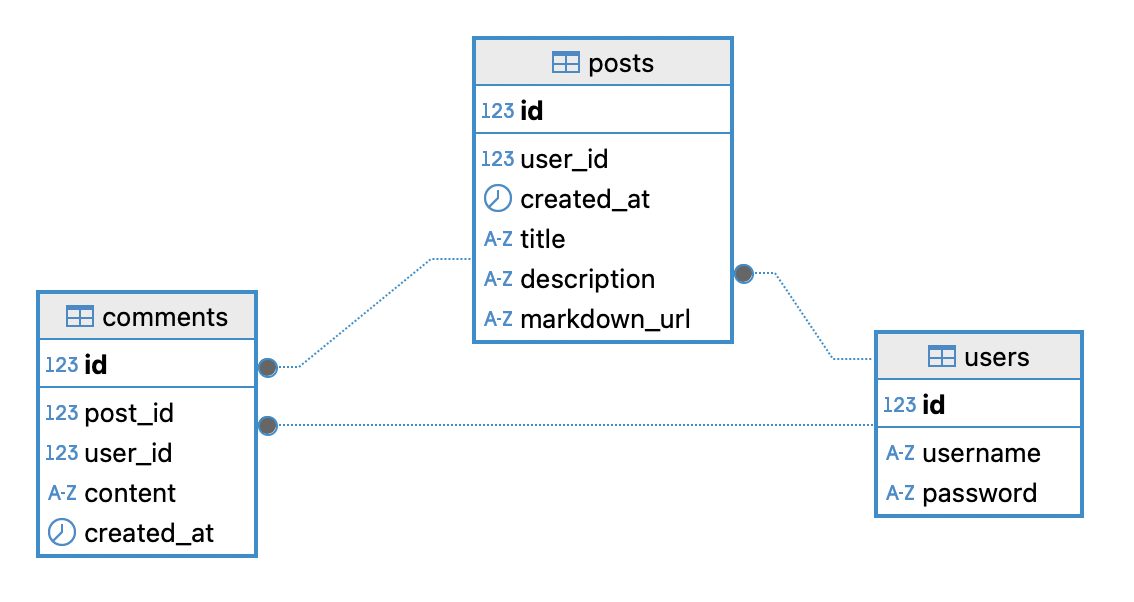 posts
123 id
123 user_id
created_at
A-Z title
A-Z description
A-Z markdown_url
comments
123 id
123 post_id
123 user_id
A-Z content
created_at
users
123 id
A-Z username
A-Z password